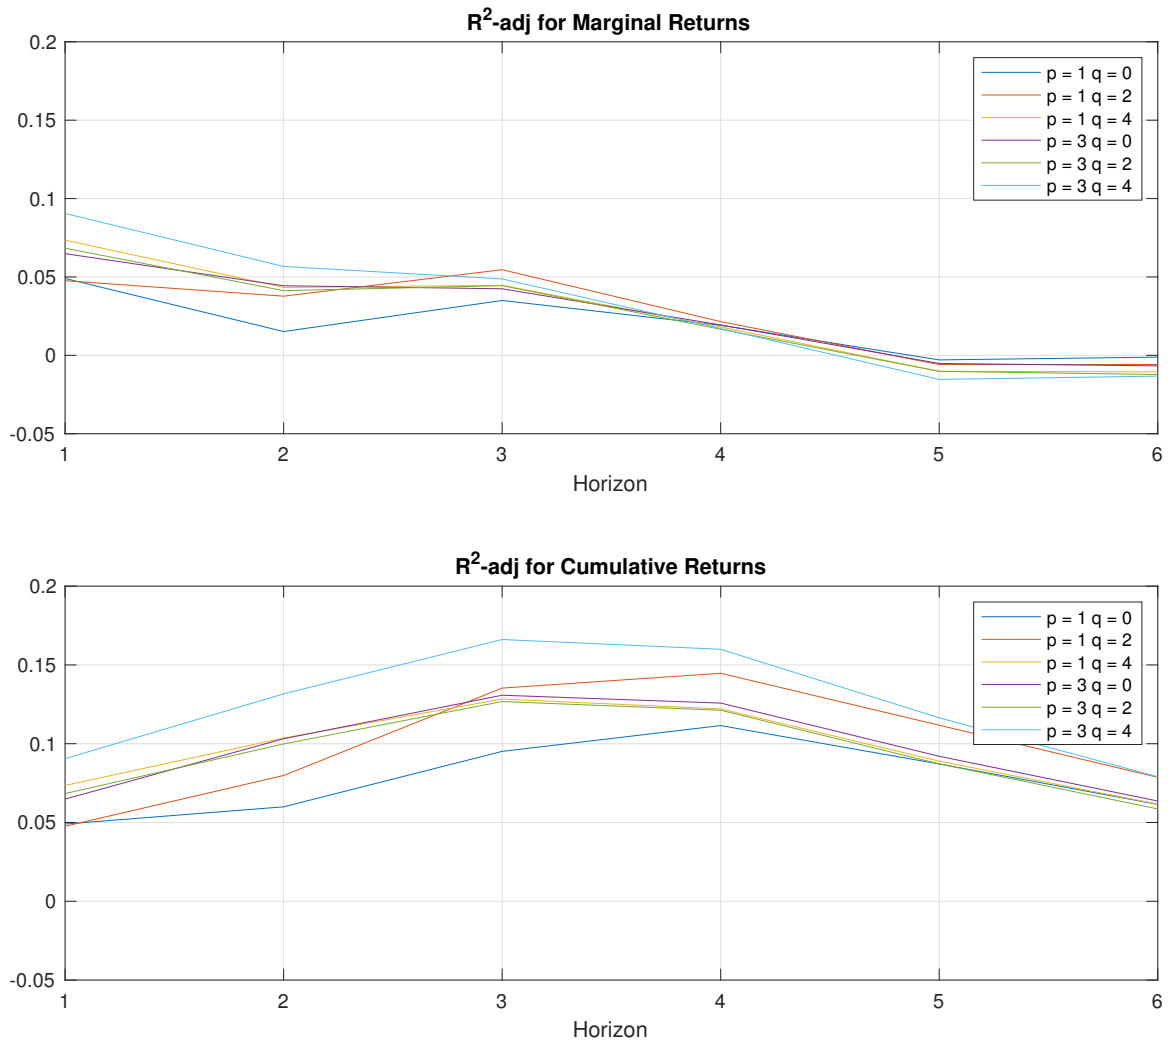 R²-adj for Marginal Returns
0.2
0.15
0.1
0.05
0
-0.05
p = 1 q = 0
p = 1 q = 2
p = 1 q = 4
p = 3 q = 0
p = 3 q = 2
p = 3 q = 4
1 2 3 4 5 6
Horizon
R²-adj for Cumulative Returns
0.2
0.15
0.1
0.05
0
-0.05
p = 1 q = 0
p = 1 q = 2
p = 1 q = 4
p = 3 q = 0
p = 3 q = 2
p = 3 q = 4
1 2 3 4 5 6
Horizon